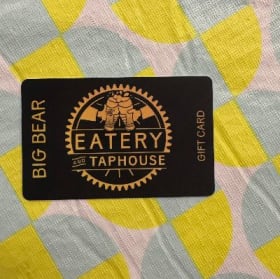 BIG BEAR
EATERY
AND TAPHOUSE
GIFT CARD